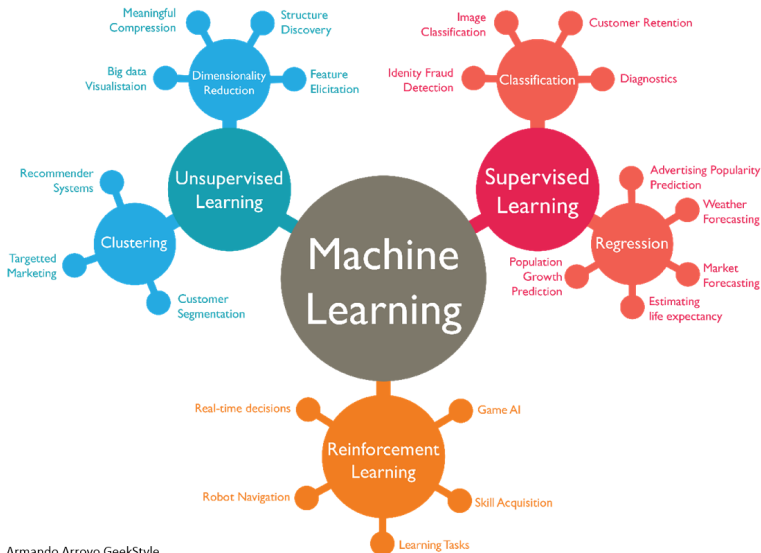 Meaningful
Compression
Structure
Discovery
Big data
Visualistaion
Dimensionality
Reduction
Feature
Elicitation
Image
Classification
Customer Retention
Idenity Fraud
Detection
Classification
Diagnostics
Recommender
Systems
Unsupervised
Learning
Clustering
Targetted
Marketing
Customer
Segmentation
Supervised
Learning
Advertising Popularity
Prediction
Weather
Forecasting
Regression
Population
Growth
Prediction
Market
Forecasting
Estimating
life expectancy
Machine
Learning
Real-time decisions
Game AI
Reinforcement
Learning
Robot Navigation
Skill Acquisition
Learning Tasks
Armando Arroyo GeekStyle